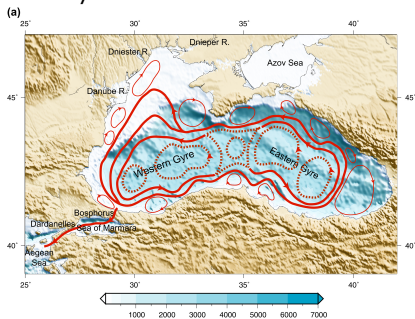 (a)
25° 30° 35° 40°
Dnieper R.
Dniester R.
Azov Sea
Danube R.
45° 45°
Western Gyre
Eastern Gyre
Bosphorus
Dardanelles
Sea of Marmara
40° 40°
Aegean
Sea
25° 30° 35° 40°
1000 2000 3000 4000 5000 6000 7000